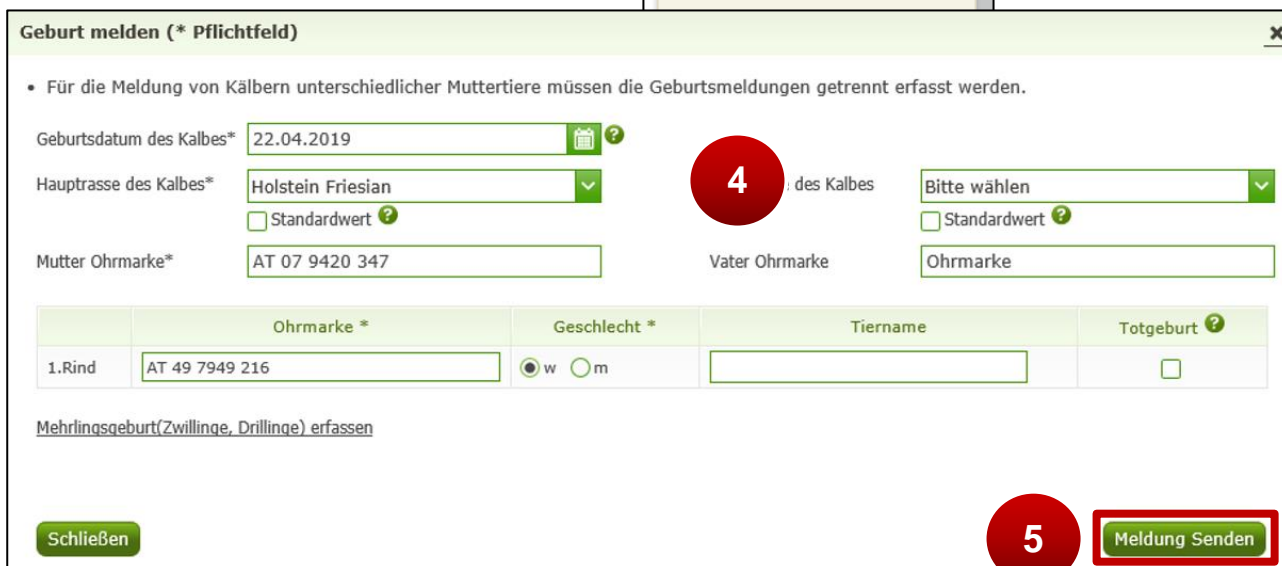 Geburt melden (* Pflichtfeld) x
• Für die Meldung von Kälbern unterschiedlicher Muttertiere müssen die Geburtsmeldungen getrennt erfasst werden.
Geburtsdatum des Kalbes* 22.04.2019 ?
Hauptrasse des Kalbes* Holstein Friesian 4 des Kalbes Bitte wählen
Standardwert ? Standardwert ?
Mutter Ohrmarke* AT 07 9420 347 Vater Ohrmarke Ohrmarke
Ohrmarke * Geschlecht * Tiername Totgeburt ?
1.Rind AT 49 7949 216 w m
Mehrlingsgeburt(Zwillinge, Drillinge) erfassen
Schließen 5 Meldung Senden